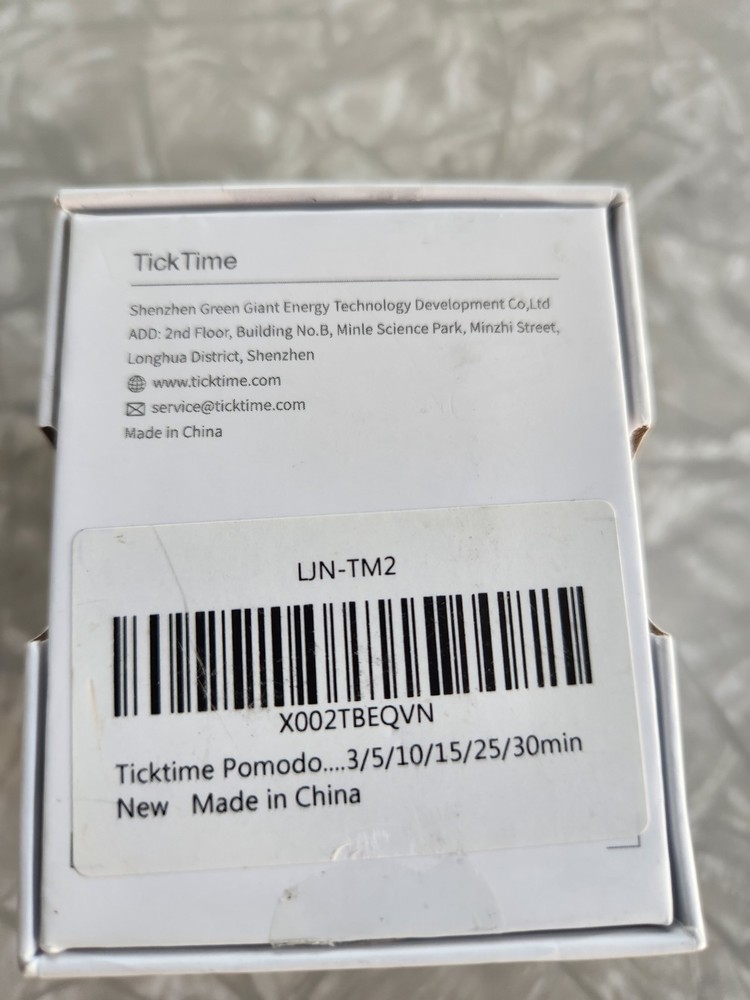 TickTime
Shenzhen Green Giant Energy Technology Development Co,Ltd
ADD: 2nd Floor, Building No.B, Minle Science Park, Minzhi Street,
Longhua District, Shenzhen
www.ticktime.com
service@ticktime.com
Made in China
LJN-TM2
X002TBEQVN
Ticktime Pomodo....3/5/10/15/25/30min
New Made in China